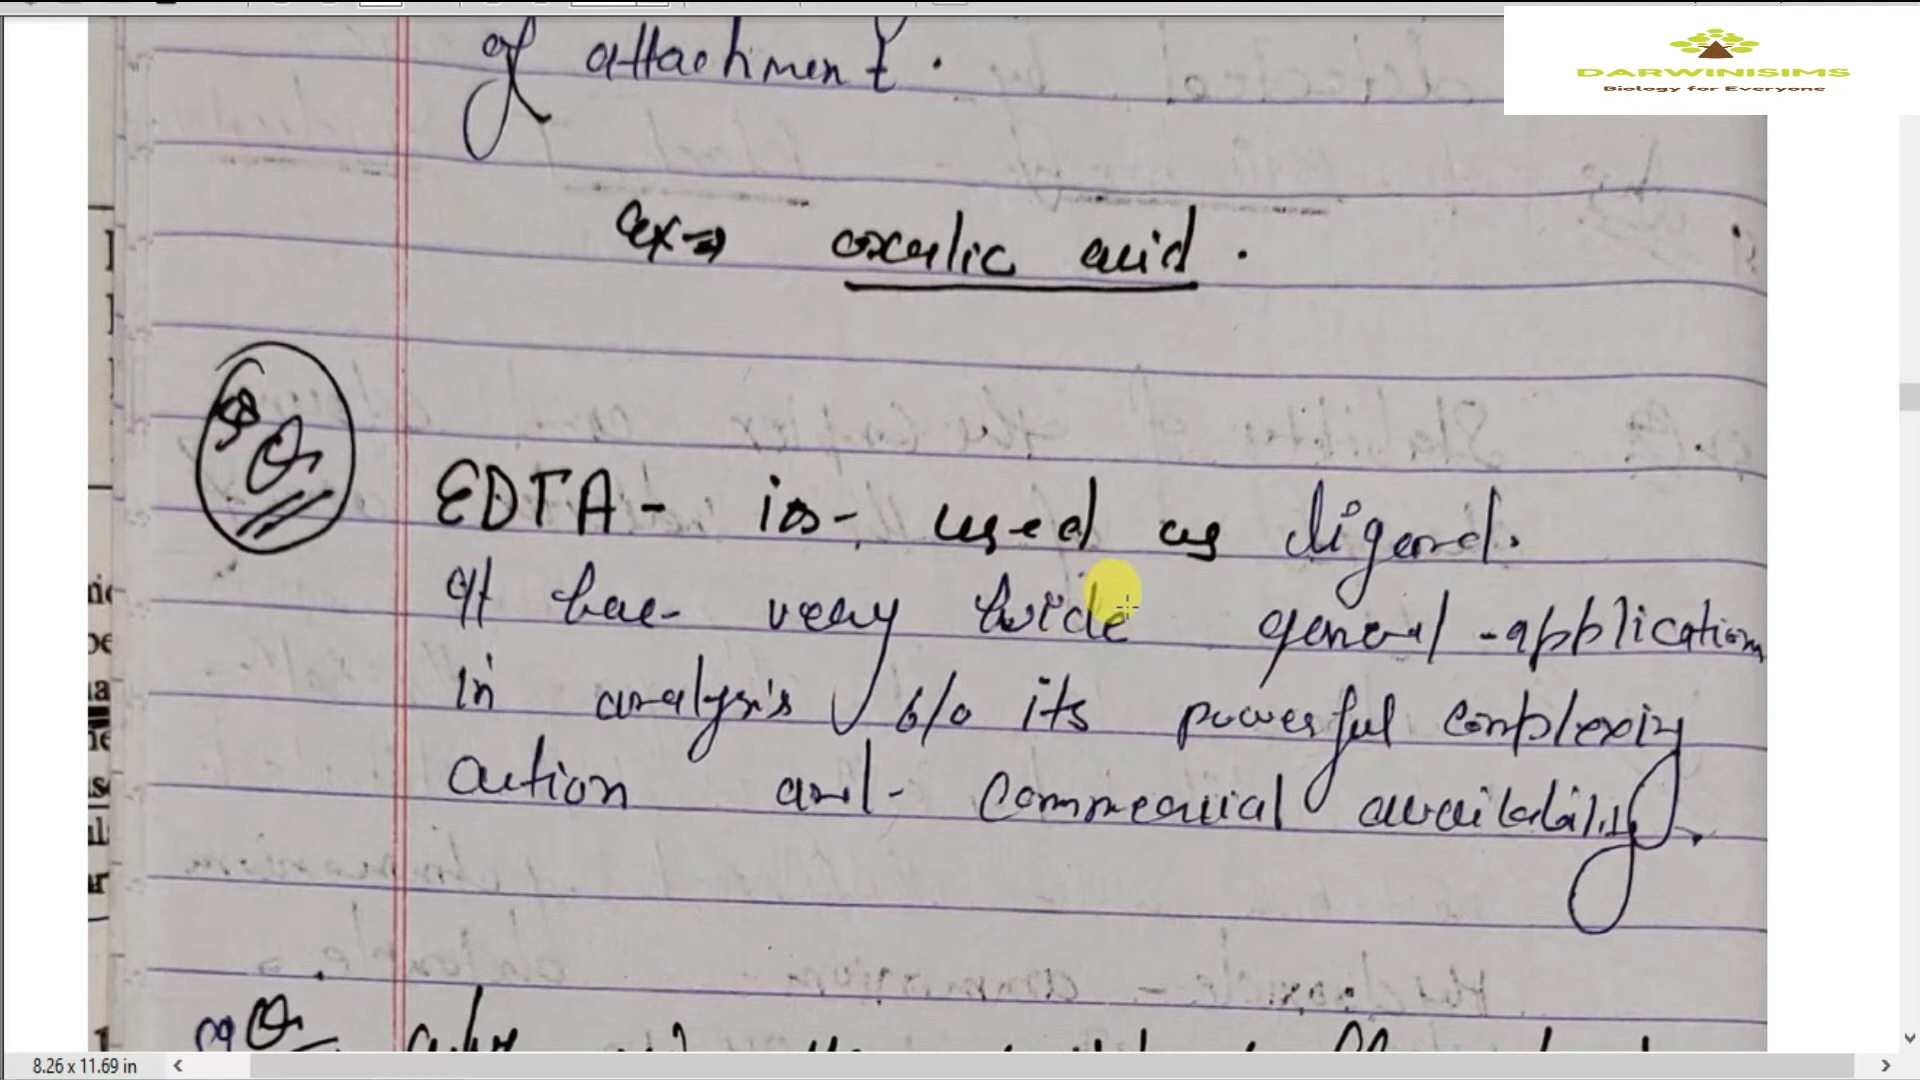 of attachment.
DARWINISIMS
Biology for Everyone
ex⇒ oxalic acid.
EDTA- is- used as ligand.
It has very wide general -application
in analysis b/o its powerful complexing
action and- commercial availability.
8.26 x 11.69 in